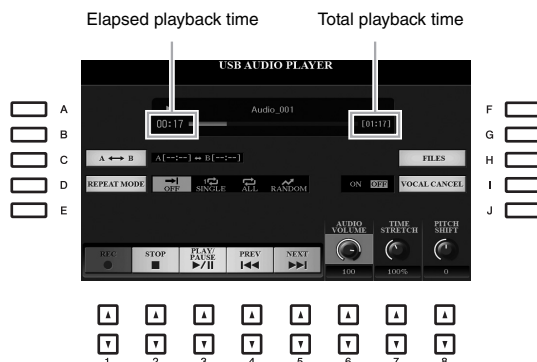 Elapsed playback time Total playback time
USB AUDIO PLAYER
Audio_001
00:17 [01:17]
A F
B G
C A ↔ B A[--:--] ↔ B[--:--] FILES H
D REPEAT MODE OFF SINGLE ALL RANDOM ON OFF VOCAL CANCEL I
E J
AUDIO VOLUME TIME STRETCH PITCH SHIFT
REC STOP PLAY/PAUSE PREV NEXT
100 100% 0
1 2 3 4 5 6 7 8